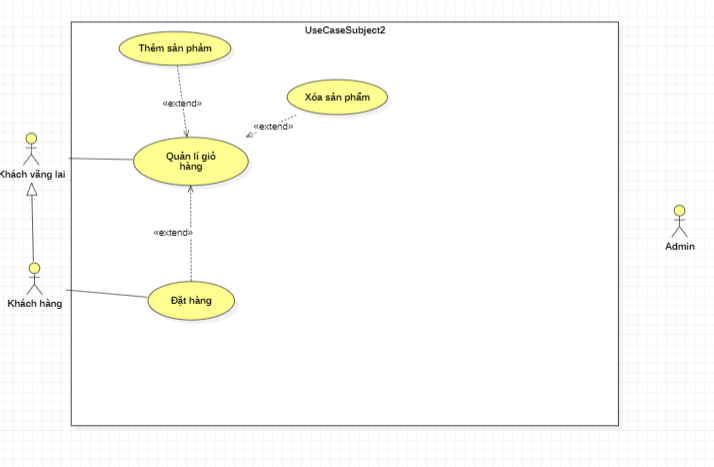 UseCaseSubject2
Thêm sản phảm
Xóa sản phẩm
«extend»
«extend»
Quản lí giỏ
hàng
Khách vãng lai
«extend»
Admin
Khách hàng
Đặt hàng